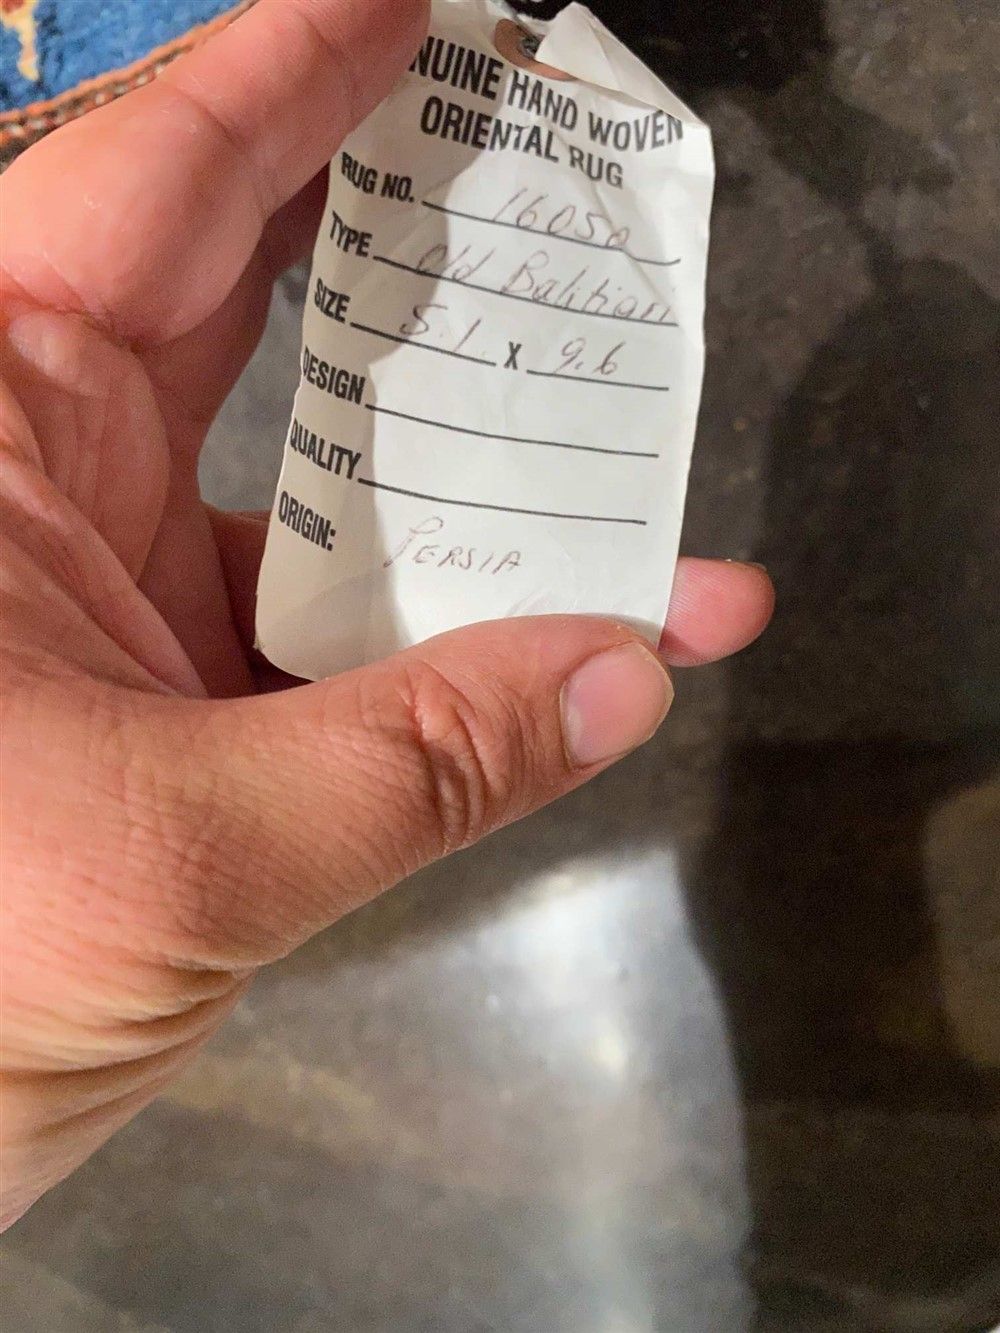 NUINE HAND WOVEN
ORIENTAL RUG
RUG NO. 16050
TYPE Old Balitiari
SIZE 5.1 X 9.6
DESIGN
QUALITY
ORIGIN: PERSIA